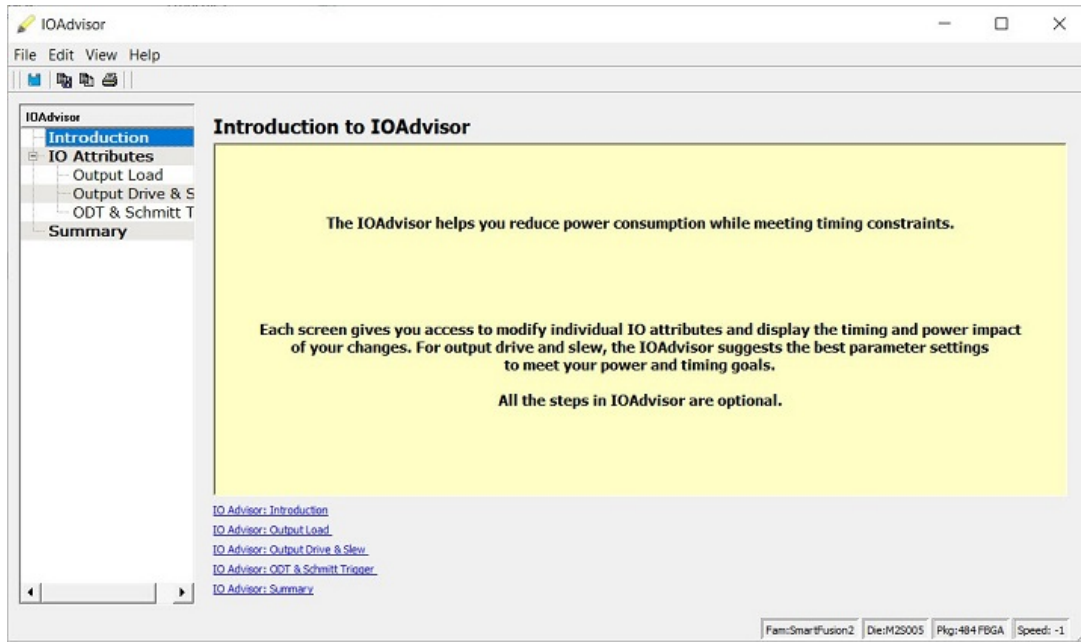 IOAdvisor
File Edit View Help
IOAdvisor
Introduction
IO Attributes
Output Load
Output Drive & S
ODT & Schmitt T
Summary
Introduction to IOAdvisor
The IOAdvisor helps you reduce power consumption while meeting timing constraints.
Each screen gives you access to modify individual IO attributes and display the timing and power impact
of your changes. For output drive and slew, the IOAdvisor suggests the best parameter settings
to meet your power and timing goals.
All the steps in IOAdvisor are optional.
IO Advisor: Introduction
IO Advisor: Output Load
IO Advisor: Output Drive & Slew
IO Advisor: ODT & Schmitt Trigger
IO Advisor: Summary
Fam:SmartFusion2 Die:M2S005 Pkg:484 FBGA Speed: -1